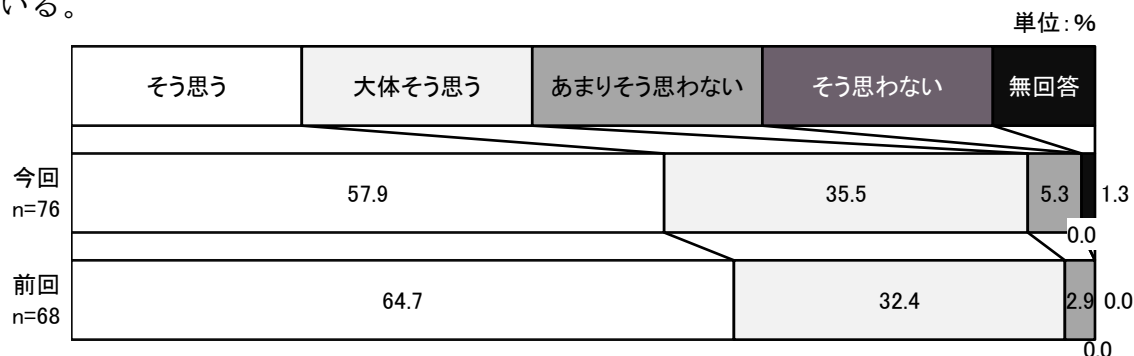 いる。
単位：%
そう思う 大体そう思う あまりそう思わない そう思わない 無回答
今回
n=76
57.9 35.5 5.3 1.3
0.0
前回
n=68
64.7 32.4 2.9 0.0
0.0